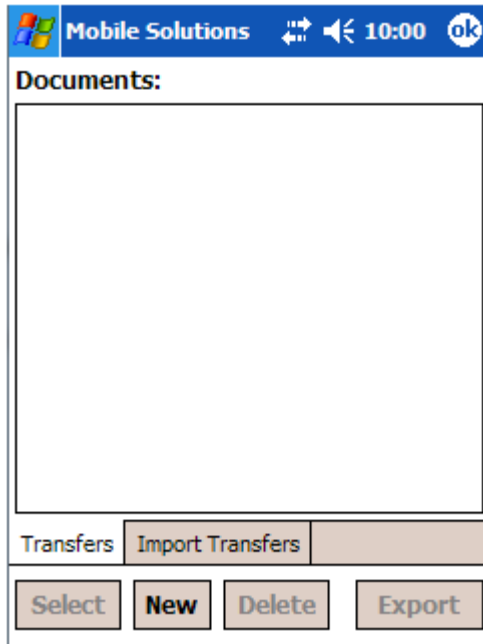 Mobile Solutions 10:00 ok
Documents:
Transfers Import Transfers
Select New Delete Export